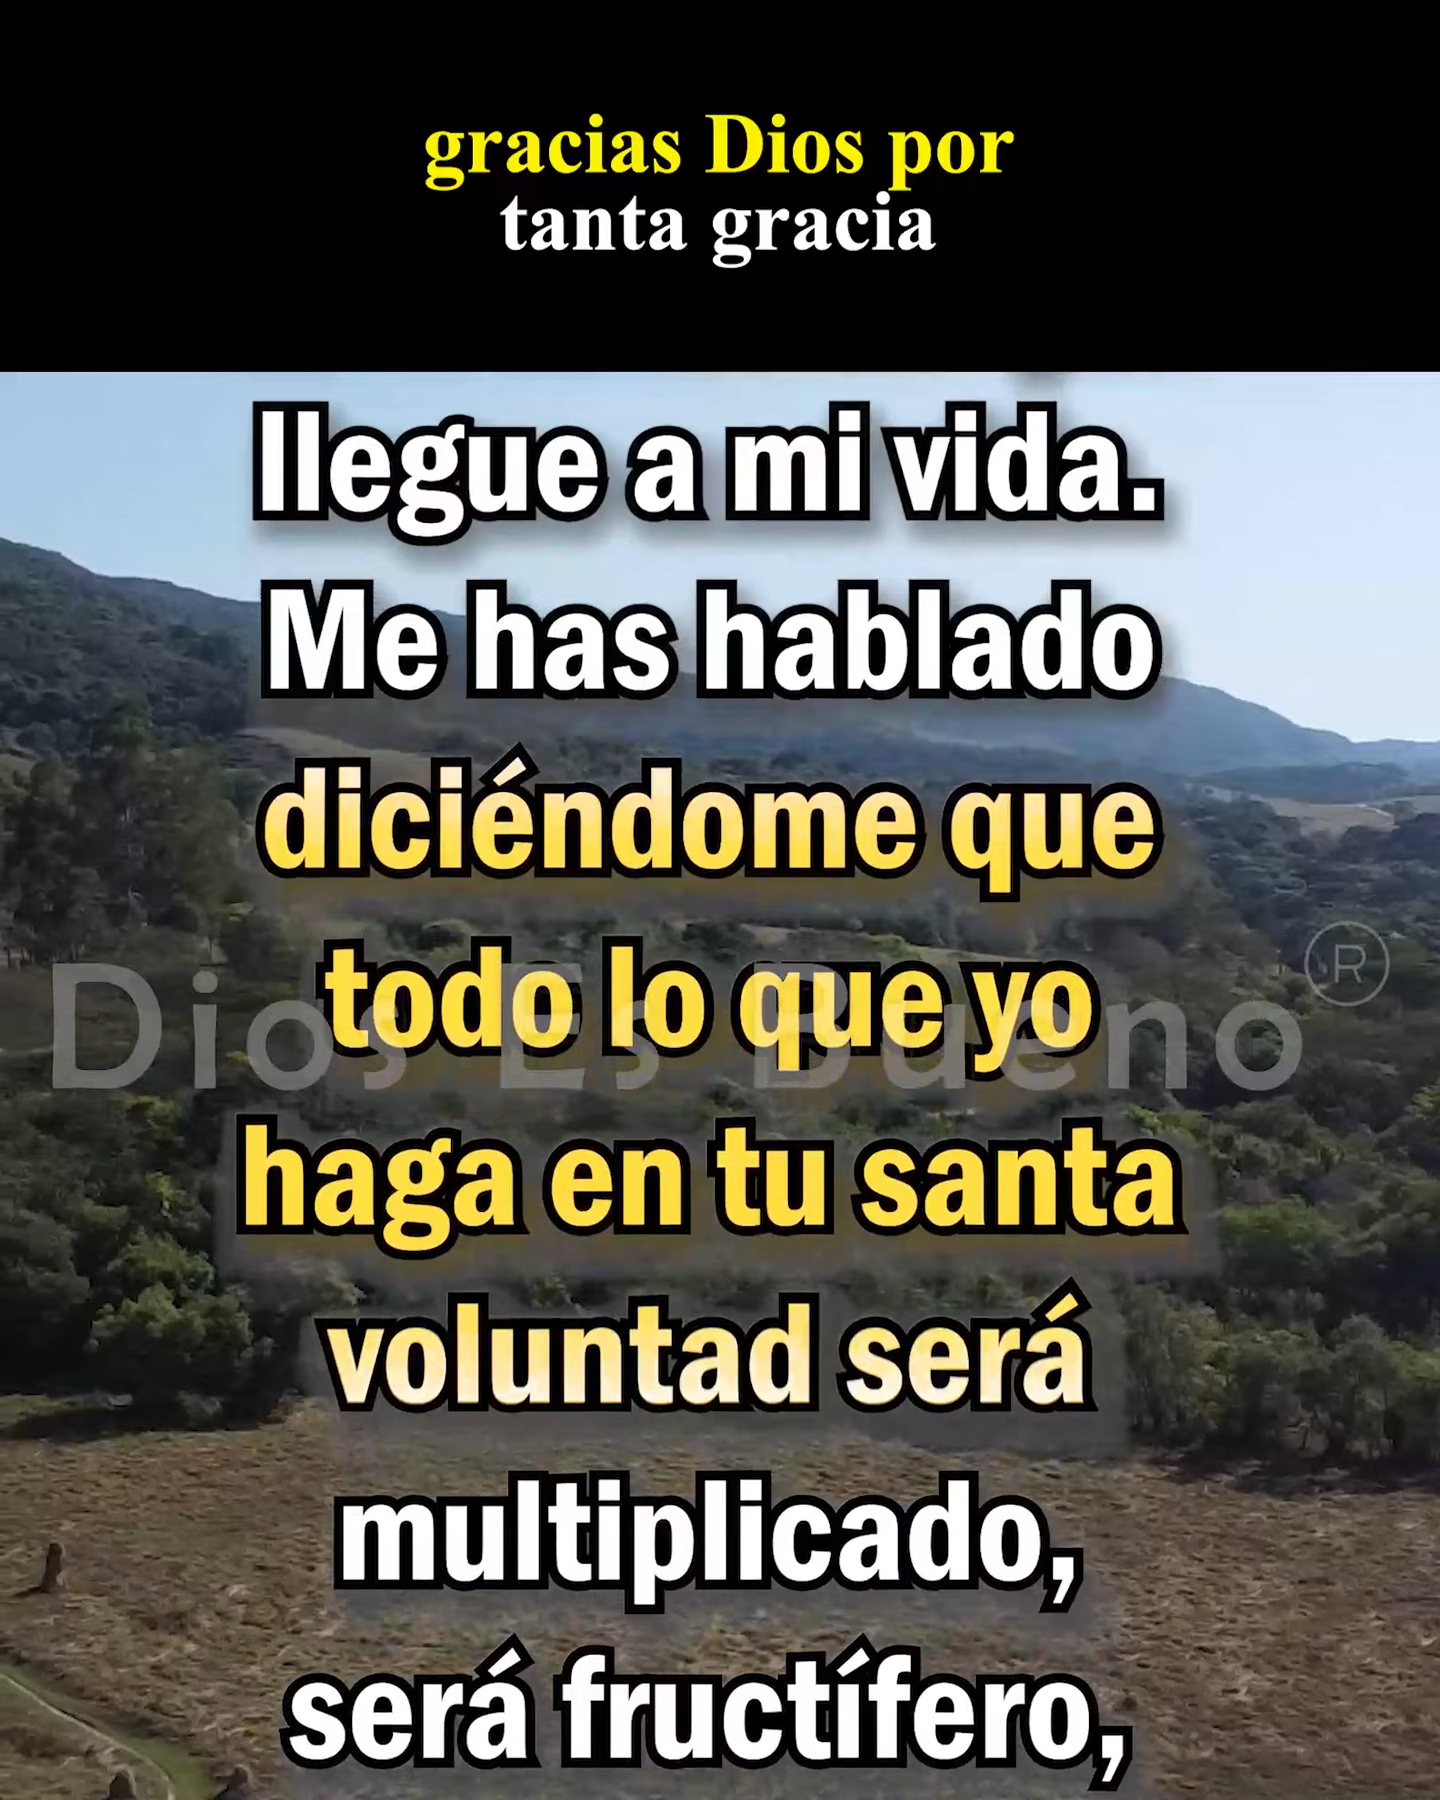 gracias Dios por
tanta gracia
llegue a mi vida.
Me has hablado
diciéndome que
todo lo que yo
Dios Es Bueno ®
haga en tu santa
voluntad será
multiplicado,
será fructífero,